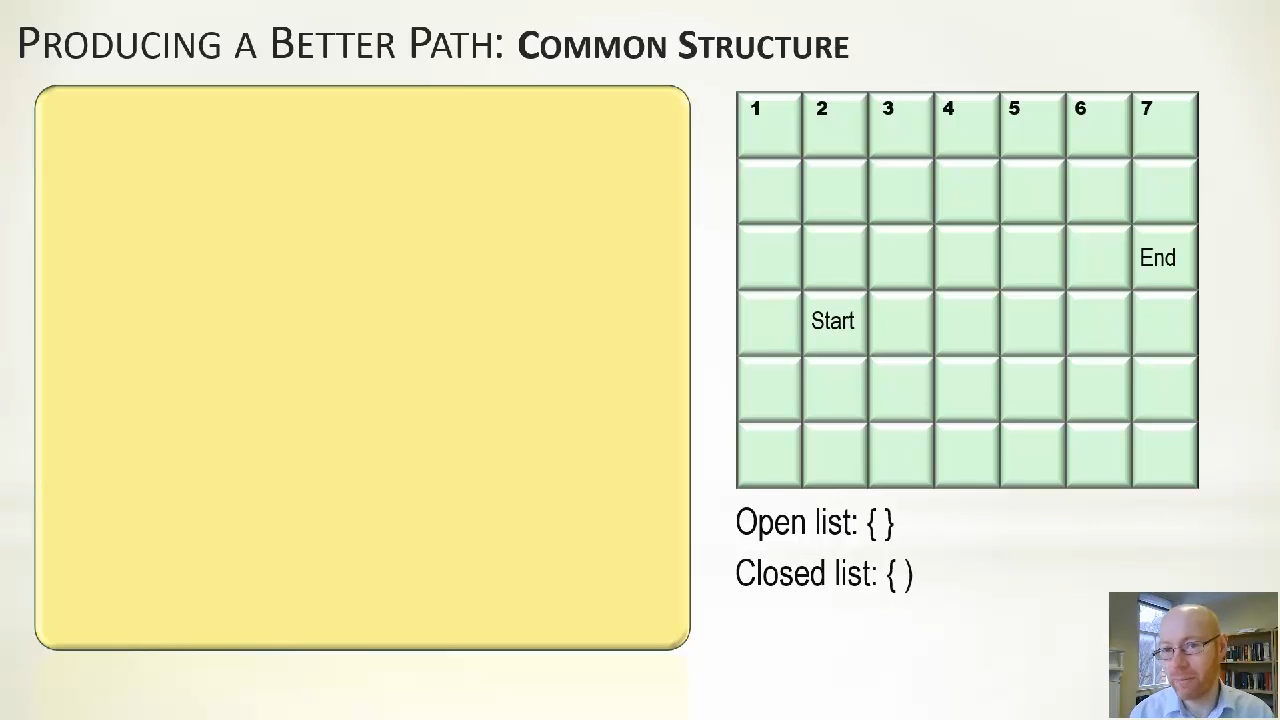 PRODUCING A BETTER PATH: COMMON STRUCTURE
1 2 3 4 5 6 7
End
Start
Open list: { }
Closed list: { )